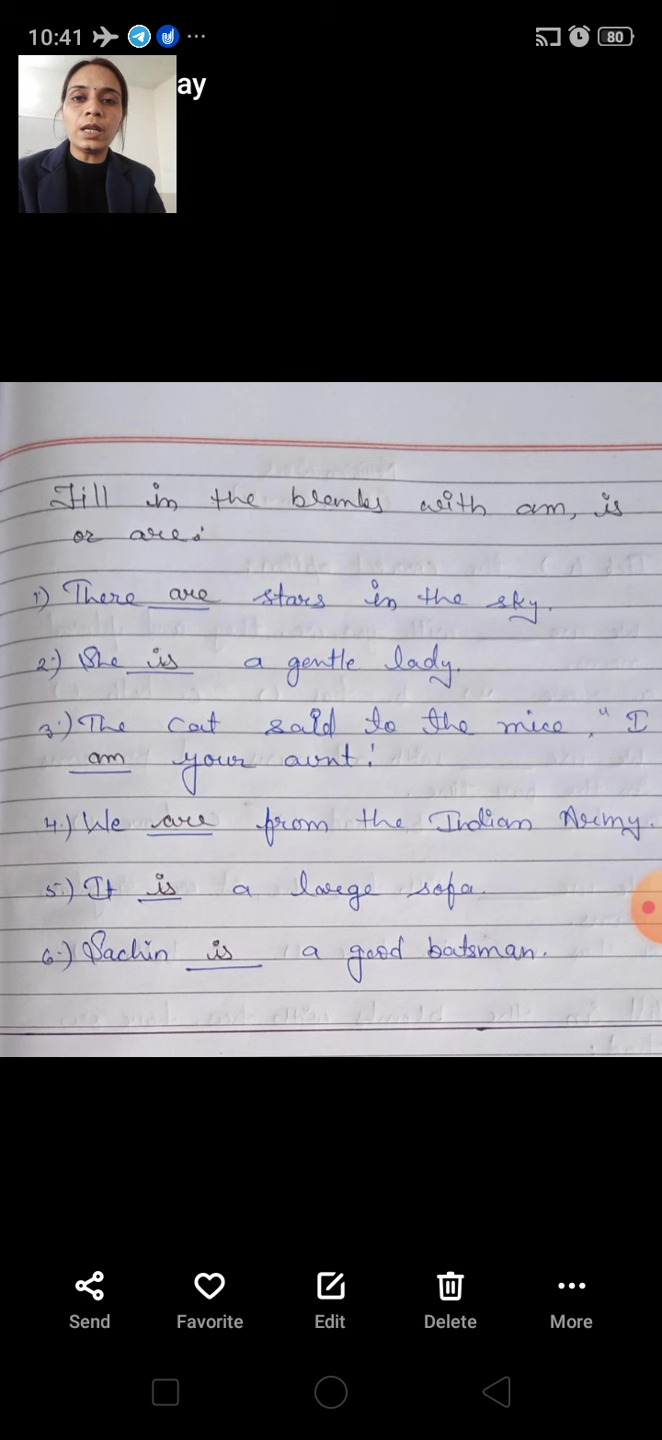 10:41 ... 80
ay
Fill in the blanks with am, is
or are:
1) There are stars in the sky.
2.) She is a gentle lady.
3.) The cat said to the mice, "I
am your aunt!
4.) We are from the Indian Army.
5.) It is a large sofa.
6.) Sachin is a good batsman.
Send Favorite Edit Delete More